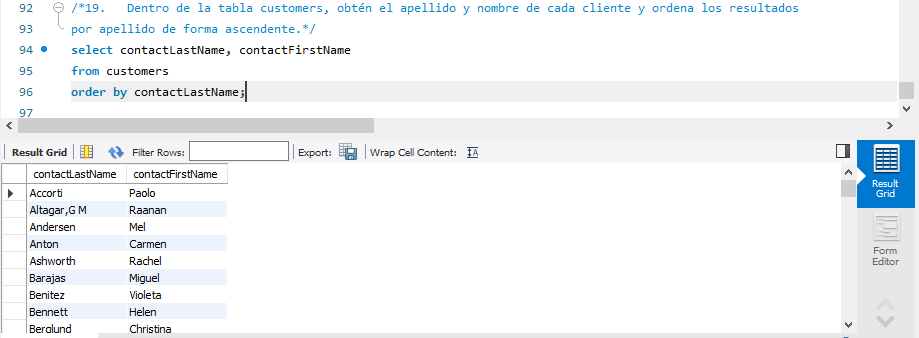 92 /*19. Dentro de la tabla customers, obtén el apellido y nombre de cada cliente y ordena los resultados
93 por apellido de forma ascendente.*/
94 select contactLastName, contactFirstName
95 from customers
96 order by contactLastName;
97
Result Grid Filter Rows: Export: Wrap Cell Content: IA
contactLastName contactFirstName
Accorti Paolo
Altagar,G M Raanan
Andersen Mel
Anton Carmen
Ashworth Rachel
Barajas Miguel
Benitez Violeta
Bennett Helen
Berglund Christina
Result
Grid
Form
Editor